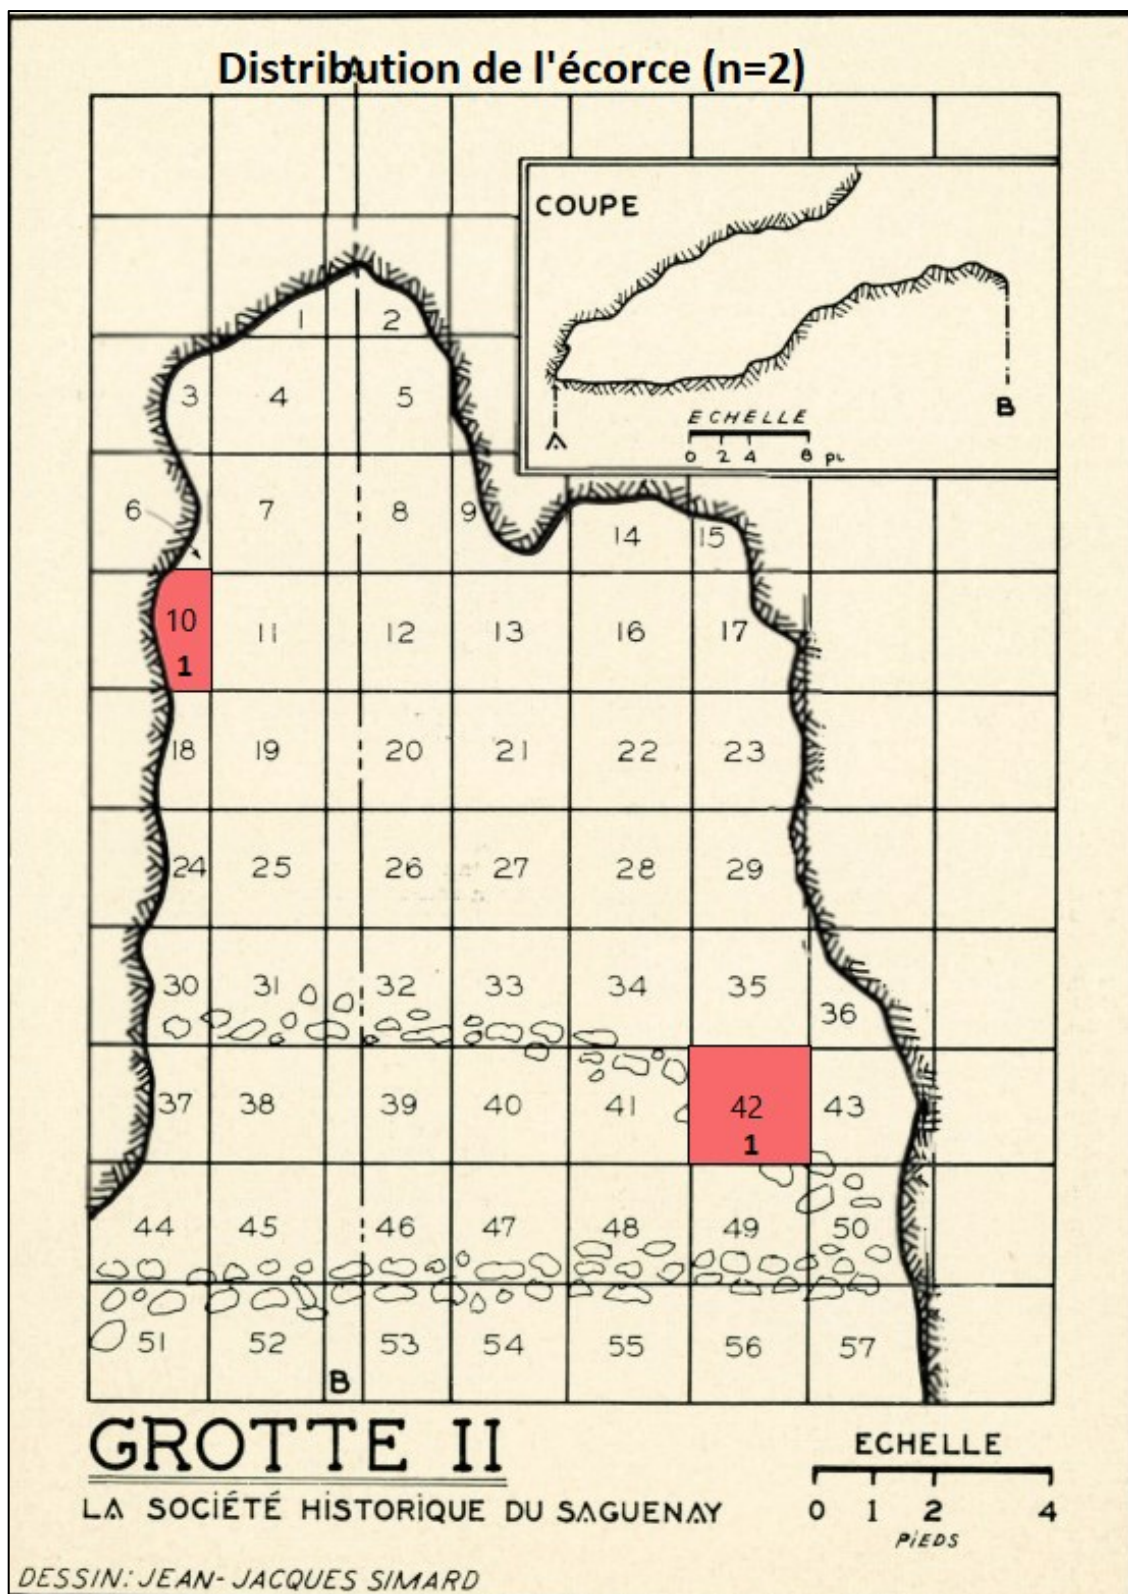 Distribution de l'écorce (n=2)
COUPE
ECHELLE
0 2 4 8 pi.
A
B
1 2
3 4 5
6 7 8 9 14 15
10 11 12 13 16 17
1
18 19 20 21 22 23
24 25 26 27 28 29
30 31 32 33 34 35 36
37 38 39 40 41 42 43
1
44 45 46 47 48 49 50
51 52 53 54 55 56 57
B
GROTTE II
LA SOCIÉTÉ HISTORIQUE DU SAGUENAY
ECHELLE
0 1 2 4
PIEDS
DESSIN: JEAN-JACQUES SIMARD